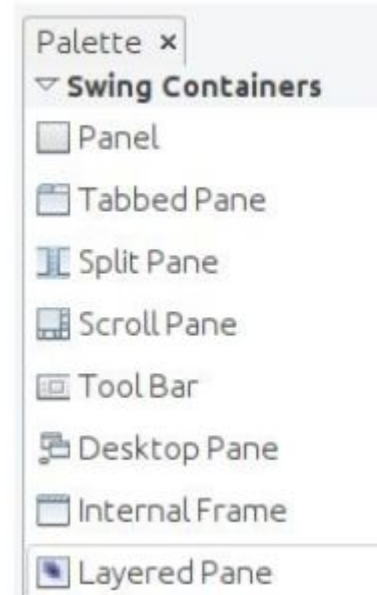 Palette ×
Swing Containers
Panel
Tabbed Pane
Split Pane
Scroll Pane
Tool Bar
Desktop Pane
Internal Frame
Layered Pane